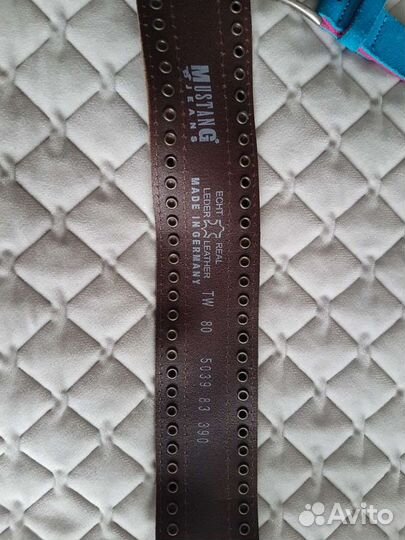 MUSTANG®
JEANS
ECHT REAL
LEDER LEATHER
MADE IN GERMANY
TW 80 5039 83 390
Avito